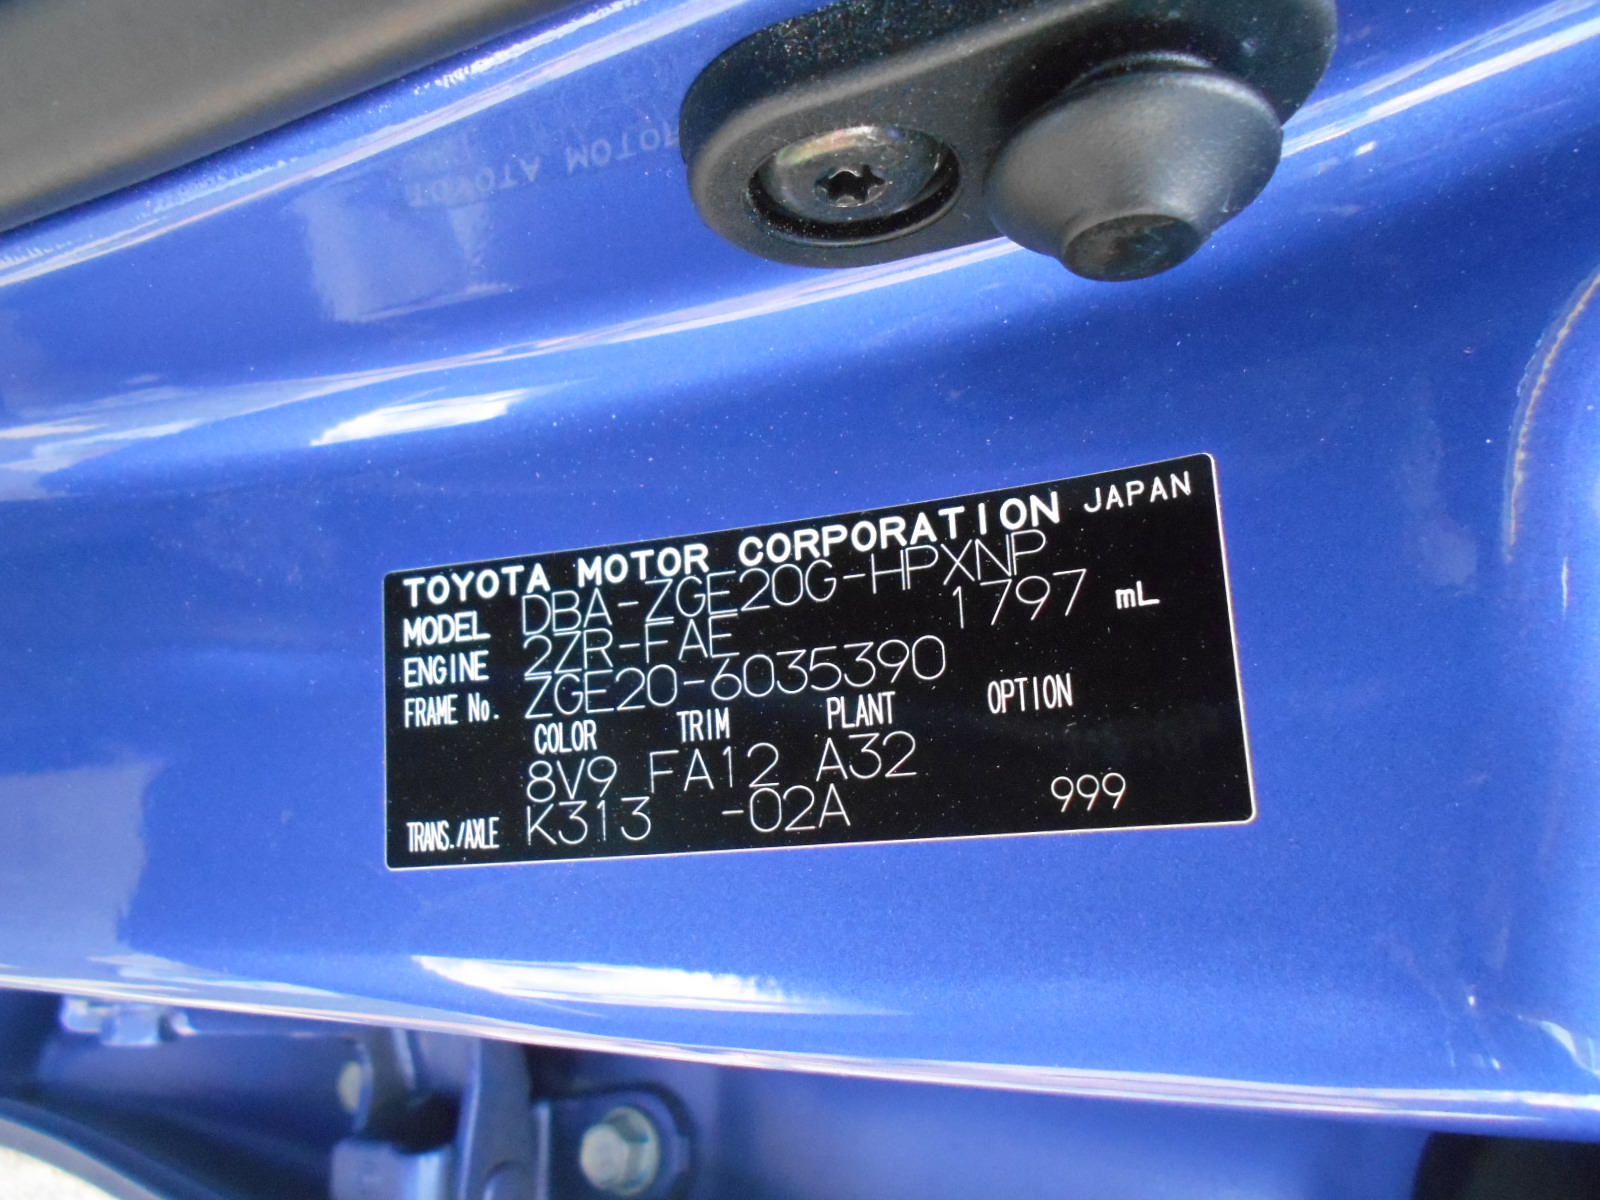 TOYOTA MOTOR CORPORATION JAPAN
MODEL DBA-ZGE20G-HPXNP
ENGINE 2ZR-FAE 1797 mL
FRAME No. ZGE20-6035390
COLOR TRIM PLANT OPTION
8V9 FA12 A32
TRANS./AXLE K313 -02A 999